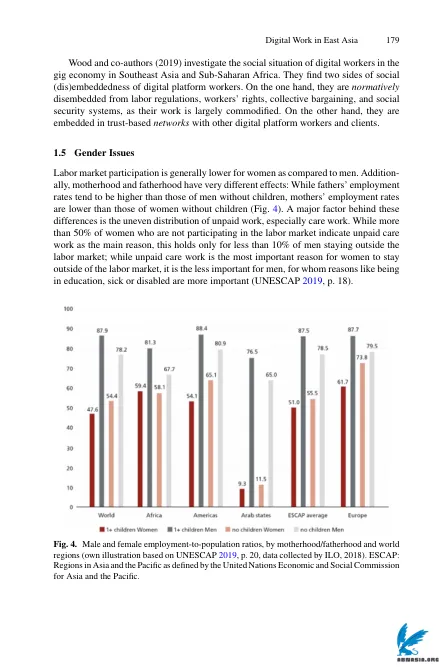 Digital Work in East Asia 179
Wood and co-authors (2019) investigate the social situation of digital workers in the
gig economy in Southeast Asia and Sub-Saharan Africa. They find two sides of social
(dis)embeddedness of digital platform workers. On the one hand, they are normatively
disembedded from labor regulations, workers' rights, collective bargaining, and social
security systems, as their work is largely commodified. On the other hand, they are
embedded in trust-based networks with other digital platform workers and clients.
1.5 Gender Issues
Labor market participation is generally lower for women as compared to men. Addition-
ally, motherhood and fatherhood have very different effects: While fathers' employment
rates tend to be higher than those of men without children, mothers' employment rates
are lower than those of women without children (Fig. 4). A major factor behind these
differences is the uneven distribution of unpaid work, especially care work. While more
than 50% of women who are not participating in the labor market indicate unpaid care
work as the main reason, this holds only for less than 10% of men staying outside the
labor market; while unpaid care work is the most important reason for women to stay
outside of the labor market, it is the less important for men, for whom reasons like being
in education, sick or disabled are more important (UNESCAP 2019, p. 18).
100
90
80
70
60
50
40
30
20
10
0
47.6 87.9 54.4 78.2
59.4 81.3 58.1 67.7
54.1 88.4 65.1 80.9
9.3 76.5 11.5 65.0
51.0 87.5 55.5 78.5
61.7 87.7 73.8 79.5
World Africa Americas Arab states ESCAP average Europe
1+ children Women 1+ children Men no children Women no children Men
Fig. 4. Male and female employment-to-population ratios, by motherhood/fatherhood and world
regions (own illustration based on UNESCAP 2019, p. 20, data collected by ILO, 2018). ESCAP:
Regions in Asia and the Pacific as defined by the United Nations Economic and Social Commission
for Asia and the Pacific.